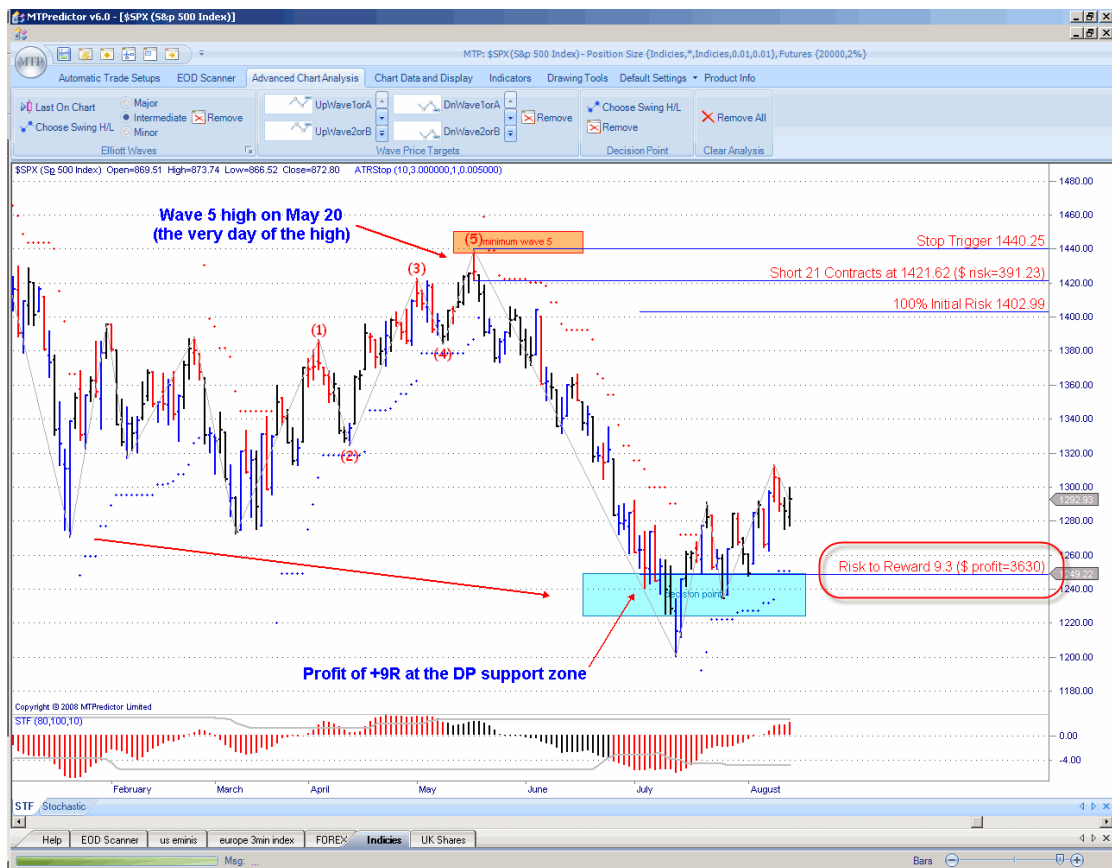 MTPredictor v6.0 - [$SPX (S&p 500 Index)]
MTP
MTP: $SPX (S&p 500 Index) - Position Size {Indicies,*,Indicies,0.01,0.01}, Futures {20000,2%}
Automatic Trade Setups EOD Scanner Advanced Chart Analysis Chart Data and Display Indicators Drawing Tools Default Settings Product Info
Last On Chart
Choose Swing H/L
Major
Intermediate
Minor
Remove
Elliott Waves
UpWave1orA
UpWave2orB
DnWave1orA
DnWave2orB
Remove
Wave Price Targets
Choose Swing H/L
Remove
Decision Point
Remove All
Clear Analysis
$SPX (Sp 500 Index) Open=869.51 High=873.74 Low=866.52 Close=872.80 ATRStop (10,3.000000,1,0.005000)
Wave 5 high on May 20
(the very day of the high)
(5) minimum wave 5
Stop Trigger 1440.25
Short 21 Contracts at 1421.62 ($ risk=391.23)
100% Initial Risk 1402.99
(3)
(1)
(4)
(2)
Risk to Reward 9.3 ($ profit=3630)
decision point
Profit of +9R at the DP support zone
1480.00
1460.00
1440.00
1420.00
1400.00
1380.00
1360.00
1340.00
1320.00
1300.00
1292.93
1280.00
1260.00
1249.22
1240.00
1220.00
1200.00
1180.00
Copyright @ 2008 MTPredictor Limited
STF (80,100,10)
0.00
-4.00
February March April May June July August
STF Stochastic
Help EOD Scanner us eminis europe 3min index FOREX Indicies UK Shares
Msg: ...
Bars